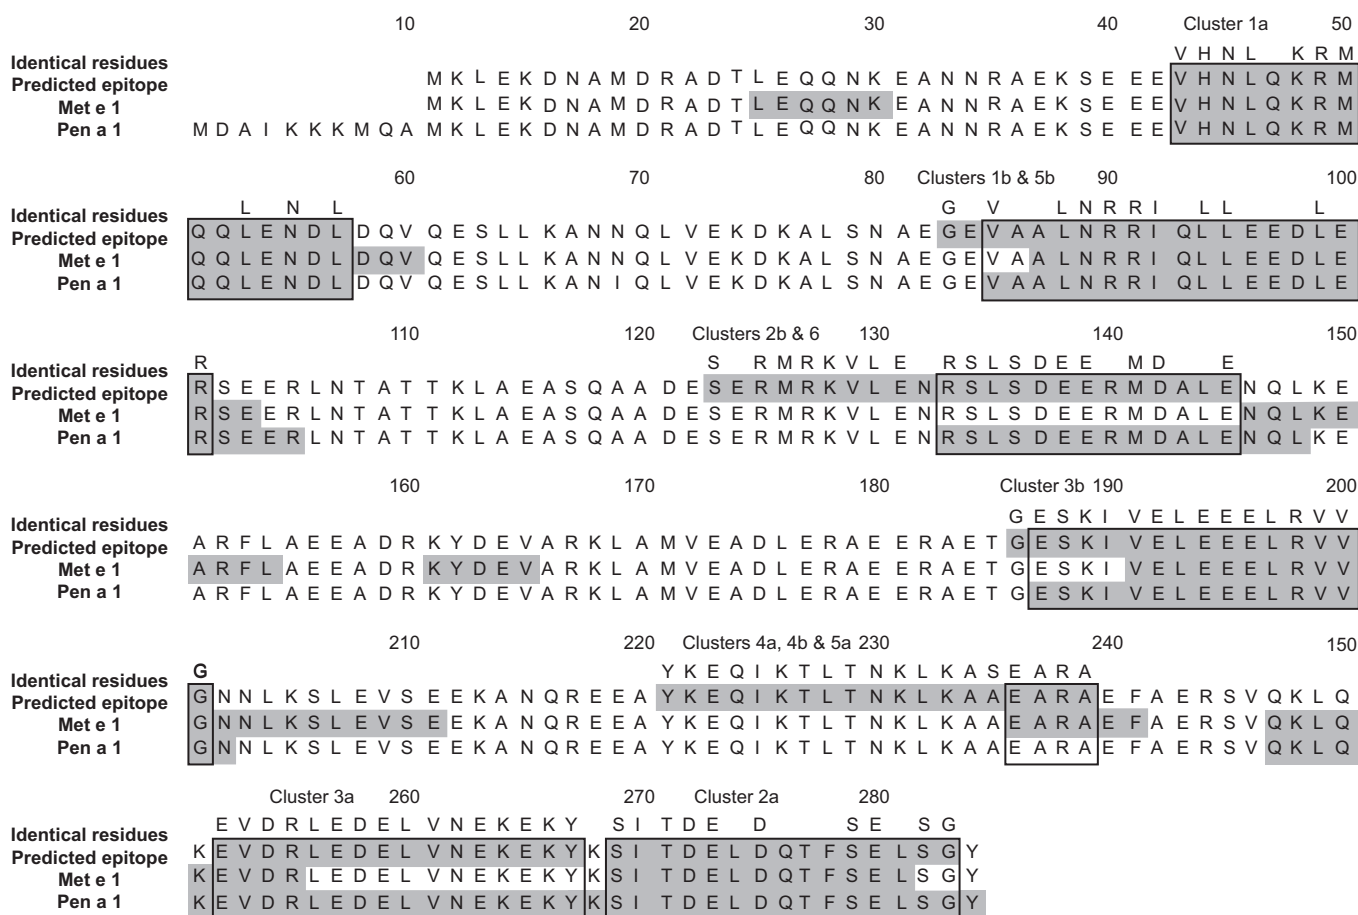 10 20 30 40 Cluster 1a 50
Identical residues V H N L K R M
Predicted epitope M K L E K D N A M D R A D T L E Q Q N K E A N N R A E K S E E E V H N L Q K R M
Met e 1 M K L E K D N A M D R A D T L E Q Q N K E A N N R A E K S E E E V H N L Q K R M
Pen a 1 M D A I K K K M Q A M K L E K D N A M D R A D T L E Q Q N K E A N N R A E K S E E E V H N L Q K R M
60 70 80 Clusters 1b & 5b 90 100
Identical residues L N L G V L N R R I L L L
Predicted epitope Q Q L E N D L D Q V Q E S L L K A N N Q L V E K D K A L S N A E G E V A A L N R R I Q L L E E D L E
Met e 1 Q Q L E N D L D Q V Q E S L L K A N N Q L V E K D K A L S N A E G E V A A L N R R I Q L L E E D L E
Pen a 1 Q Q L E N D L D Q V Q E S L L K A N I Q L V E K D K A L S N A E G E V A A L N R R I Q L L E E D L E
110 120 Clusters 2b & 6 130 140 150
Identical residues R S R M R K V L E R S L S D E E M D E
Predicted epitope R S E E R L N T A T T K L A E A S Q A A D E S E R M R K V L E N R S L S D E E R M D A L E N Q L K E
Met e 1 R S E E R L N T A T T K L A E A S Q A A D E S E R M R K V L E N R S L S D E E R M D A L E N Q L K E
Pen a 1 R S E E R L N T A T T K L A E A S Q A A D E S E R M R K V L E N R S L S D E E R M D A L E N Q L K E
160 170 180 Cluster 3b 190 200
Identical residues G E S K I V E L E E E L R V V
Predicted epitope A R F L A E E A D R K Y D E V A R K L A M V E A D L E R A E E R A E T G E S K I V E L E E E L R V V
Met e 1 A R F L A E E A D R K Y D E V A R K L A M V E A D L E R A E E R A E T G E S K I V E L E E E L R V V
Pen a 1 A R F L A E E A D R K Y D E V A R K L A M V E A D L E R A E E R A E T G E S K I V E L E E E L R V V
210 220 Clusters 4a, 4b & 5a 230 240 150
Identical residues G Y K E Q I K T L T N K L K A S E A R A
Predicted epitope G N N L K S L E V S E E K A N Q R E E A Y K E Q I K T L T N K L K A A E A R A E F A E R S V Q K L Q
Met e 1 G N N L K S L E V S E E K A N Q R E E A Y K E Q I K T L T N K L K A A E A R A E F A E R S V Q K L Q
Pen a 1 G N N L K S L E V S E E K A N Q R E E A Y K E Q I K T L T N K L K A A E A R A E F A E R S V Q K L Q
Cluster 3a 260 270 Cluster 2a 280
Identical residues E V D R L E D E L V N E K E K Y S I T D E D S E S G
Predicted epitope K E V D R L E D E L V N E K E K Y K S I T D E L D Q T F S E L S G Y
Met e 1 K E V D R L E D E L V N E K E K Y K S I T D E L D Q T F S E L S G Y
Pen a 1 K E V D R L E D E L V N E K E K Y K S I T D E L D Q T F S E L S G Y